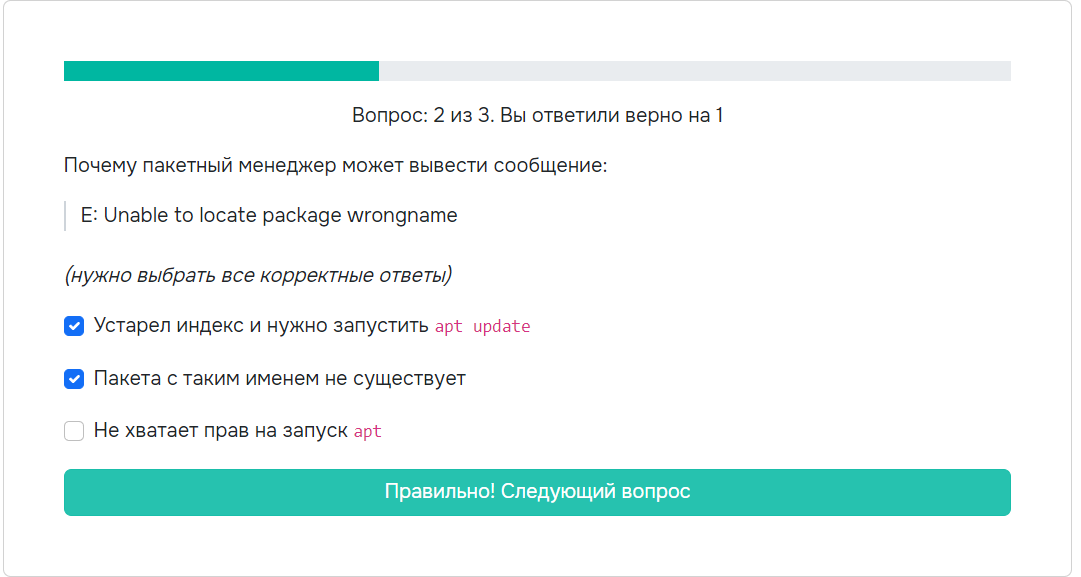 Вопрос: 2 из 3. Вы ответили верно на 1
Почему пакетный менеджер может вывести сообщение:
E: Unable to locate package wrongname
(нужно выбрать все корректные ответы)
Устарел индекс и нужно запустить apt update
Пакета с таким именем не существует
Не хватает прав на запуск apt
Правильно! Следующий вопрос